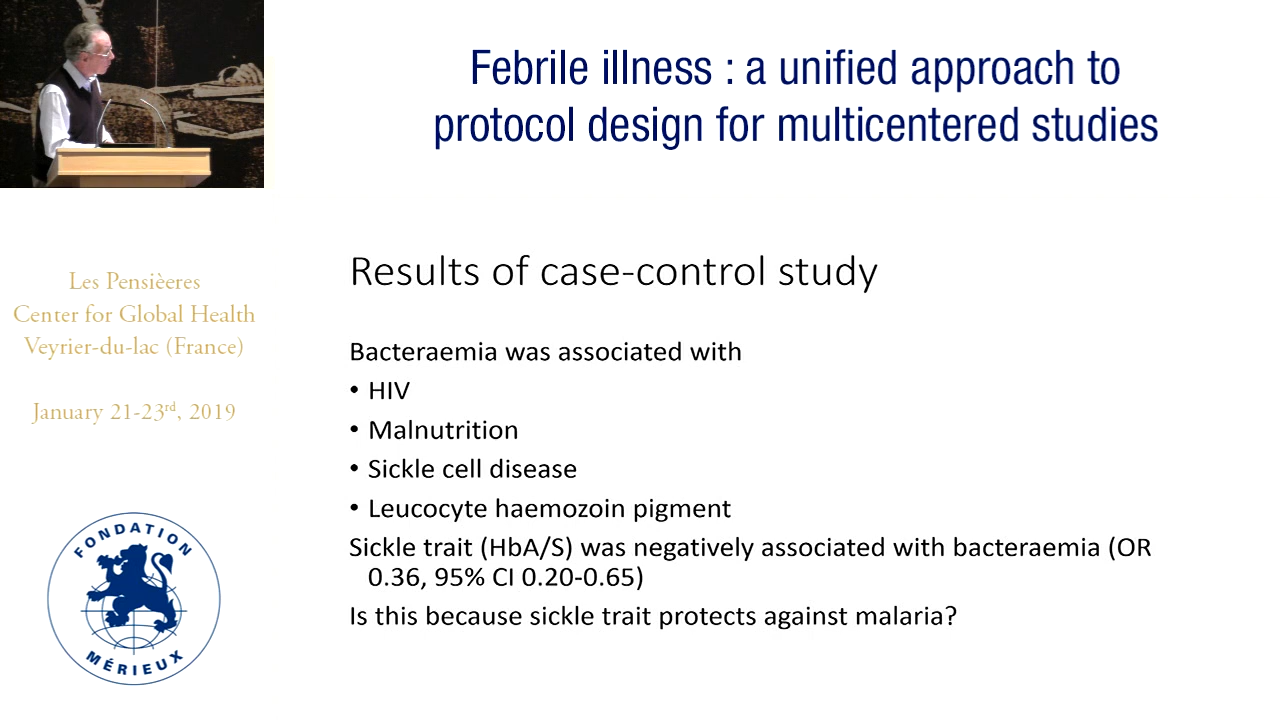 Febrile illness : a unified approach to
protocol design for multicentered studies
Les Pensièeres
Center for Global Health
Veyrier-du-lac (France)
January 21-23rd, 2019
FONDATION
MÉRIEUX
Results of case-control study
Bacteraemia was associated with
• HIV
• Malnutrition
• Sickle cell disease
• Leucocyte haemozoin pigment
Sickle trait (HbA/S) was negatively associated with bacteraemia (OR
0.36, 95% CI 0.20-0.65)
Is this because sickle trait protects against malaria?